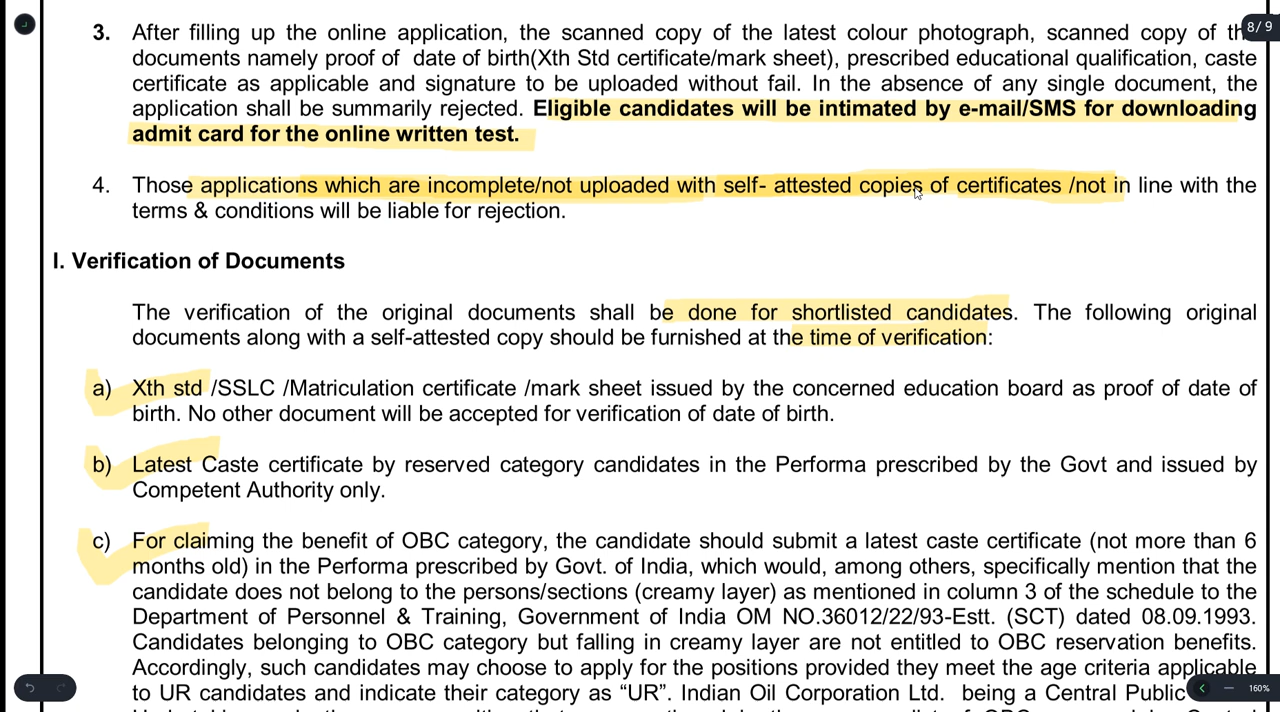 3. After filling up the online application, the scanned copy of the latest colour photograph, scanned copy of
documents namely proof of date of birth(Xth Std certificate/mark sheet), prescribed educational qualification, caste
certificate as applicable and signature to be uploaded without fail. In the absence of any single document, the
application shall be summarily rejected. Eligible candidates will be intimated by e-mail/SMS for downloading
admit card for the online written test.
8/9
4. Those applications which are incomplete/not uploaded with self- attested copies of certificates /not in line with the
terms & conditions will be liable for rejection.
I. Verification of Documents
The verification of the original documents shall be done for shortlisted candidates. The following original
documents along with a self-attested copy should be furnished at the time of verification:
a) Xth std /SSLC /Matriculation certificate /mark sheet issued by the concerned education board as proof of date of
birth. No other document will be accepted for verification of date of birth.
b) Latest Caste certificate by reserved category candidates in the Performa prescribed by the Govt and issued by
Competent Authority only.
c) For claiming the benefit of OBC category, the candidate should submit a latest caste certificate (not more than 6
months old) in the Performa prescribed by Govt. of India, which would, among others, specifically mention that the
candidate does not belong to the persons/sections (creamy layer) as mentioned in column 3 of the schedule to the
Department of Personnel & Training, Government of India OM NO.36012/22/93-Estt. (SCT) dated 08.09.1993.
Candidates belonging to OBC category but falling in creamy layer are not entitled to OBC reservation benefits.
Accordingly, such candidates may choose to apply for the positions provided they meet the age criteria applicable
to UR candidates and indicate their category as “UR”. Indian Oil Corporation Ltd. being a Central Public
160%